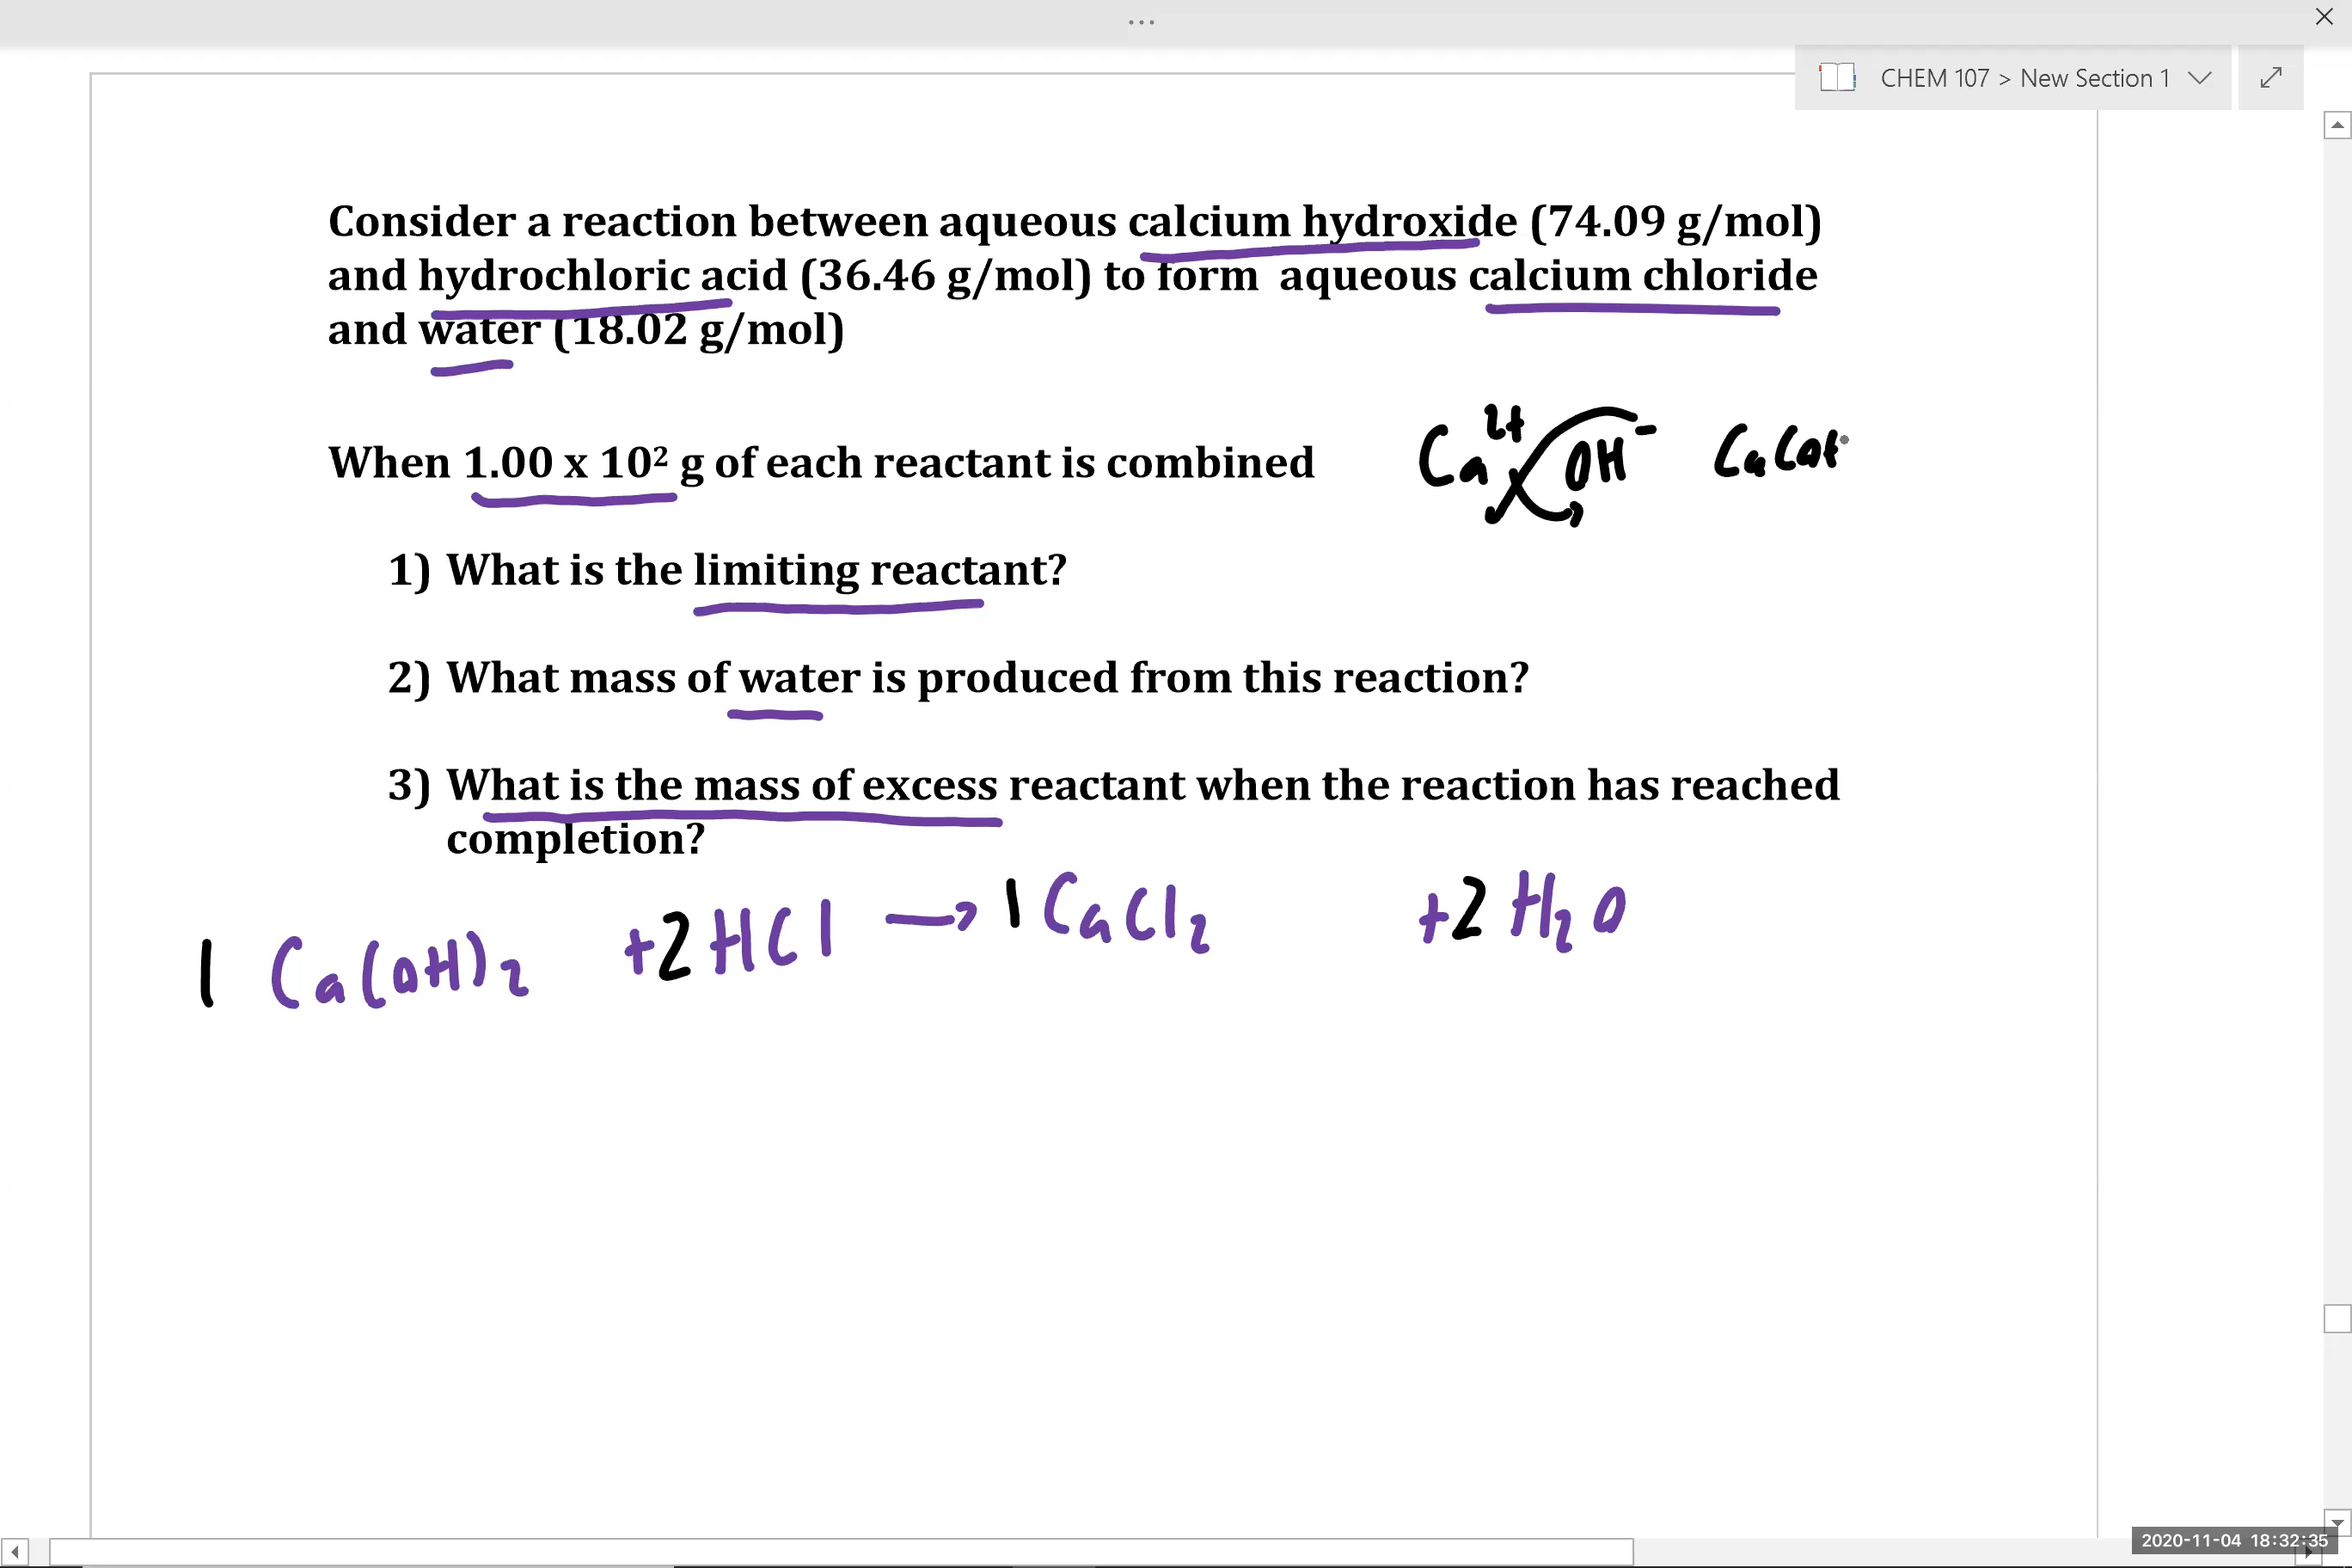 ...
CHEM 107 > New Section 1
Consider a reaction between aqueous calcium hydroxide (74.09 g/mol)
and hydrochloric acid (36.46 g/mol) to form aqueous calcium chloride
and water (18.02 g/mol)
Ca²⁺ OH⁻ Ca(OH
When 1.00 x 10² g of each reactant is combined
1) What is the limiting reactant?
2) What mass of water is produced from this reaction?
3) What is the mass of excess reactant when the reaction has reached
completion?
1 Ca(OH)₂ +2 HCl → 1 CaCl₂ +2 H₂O
2020-11-04 18:32:35